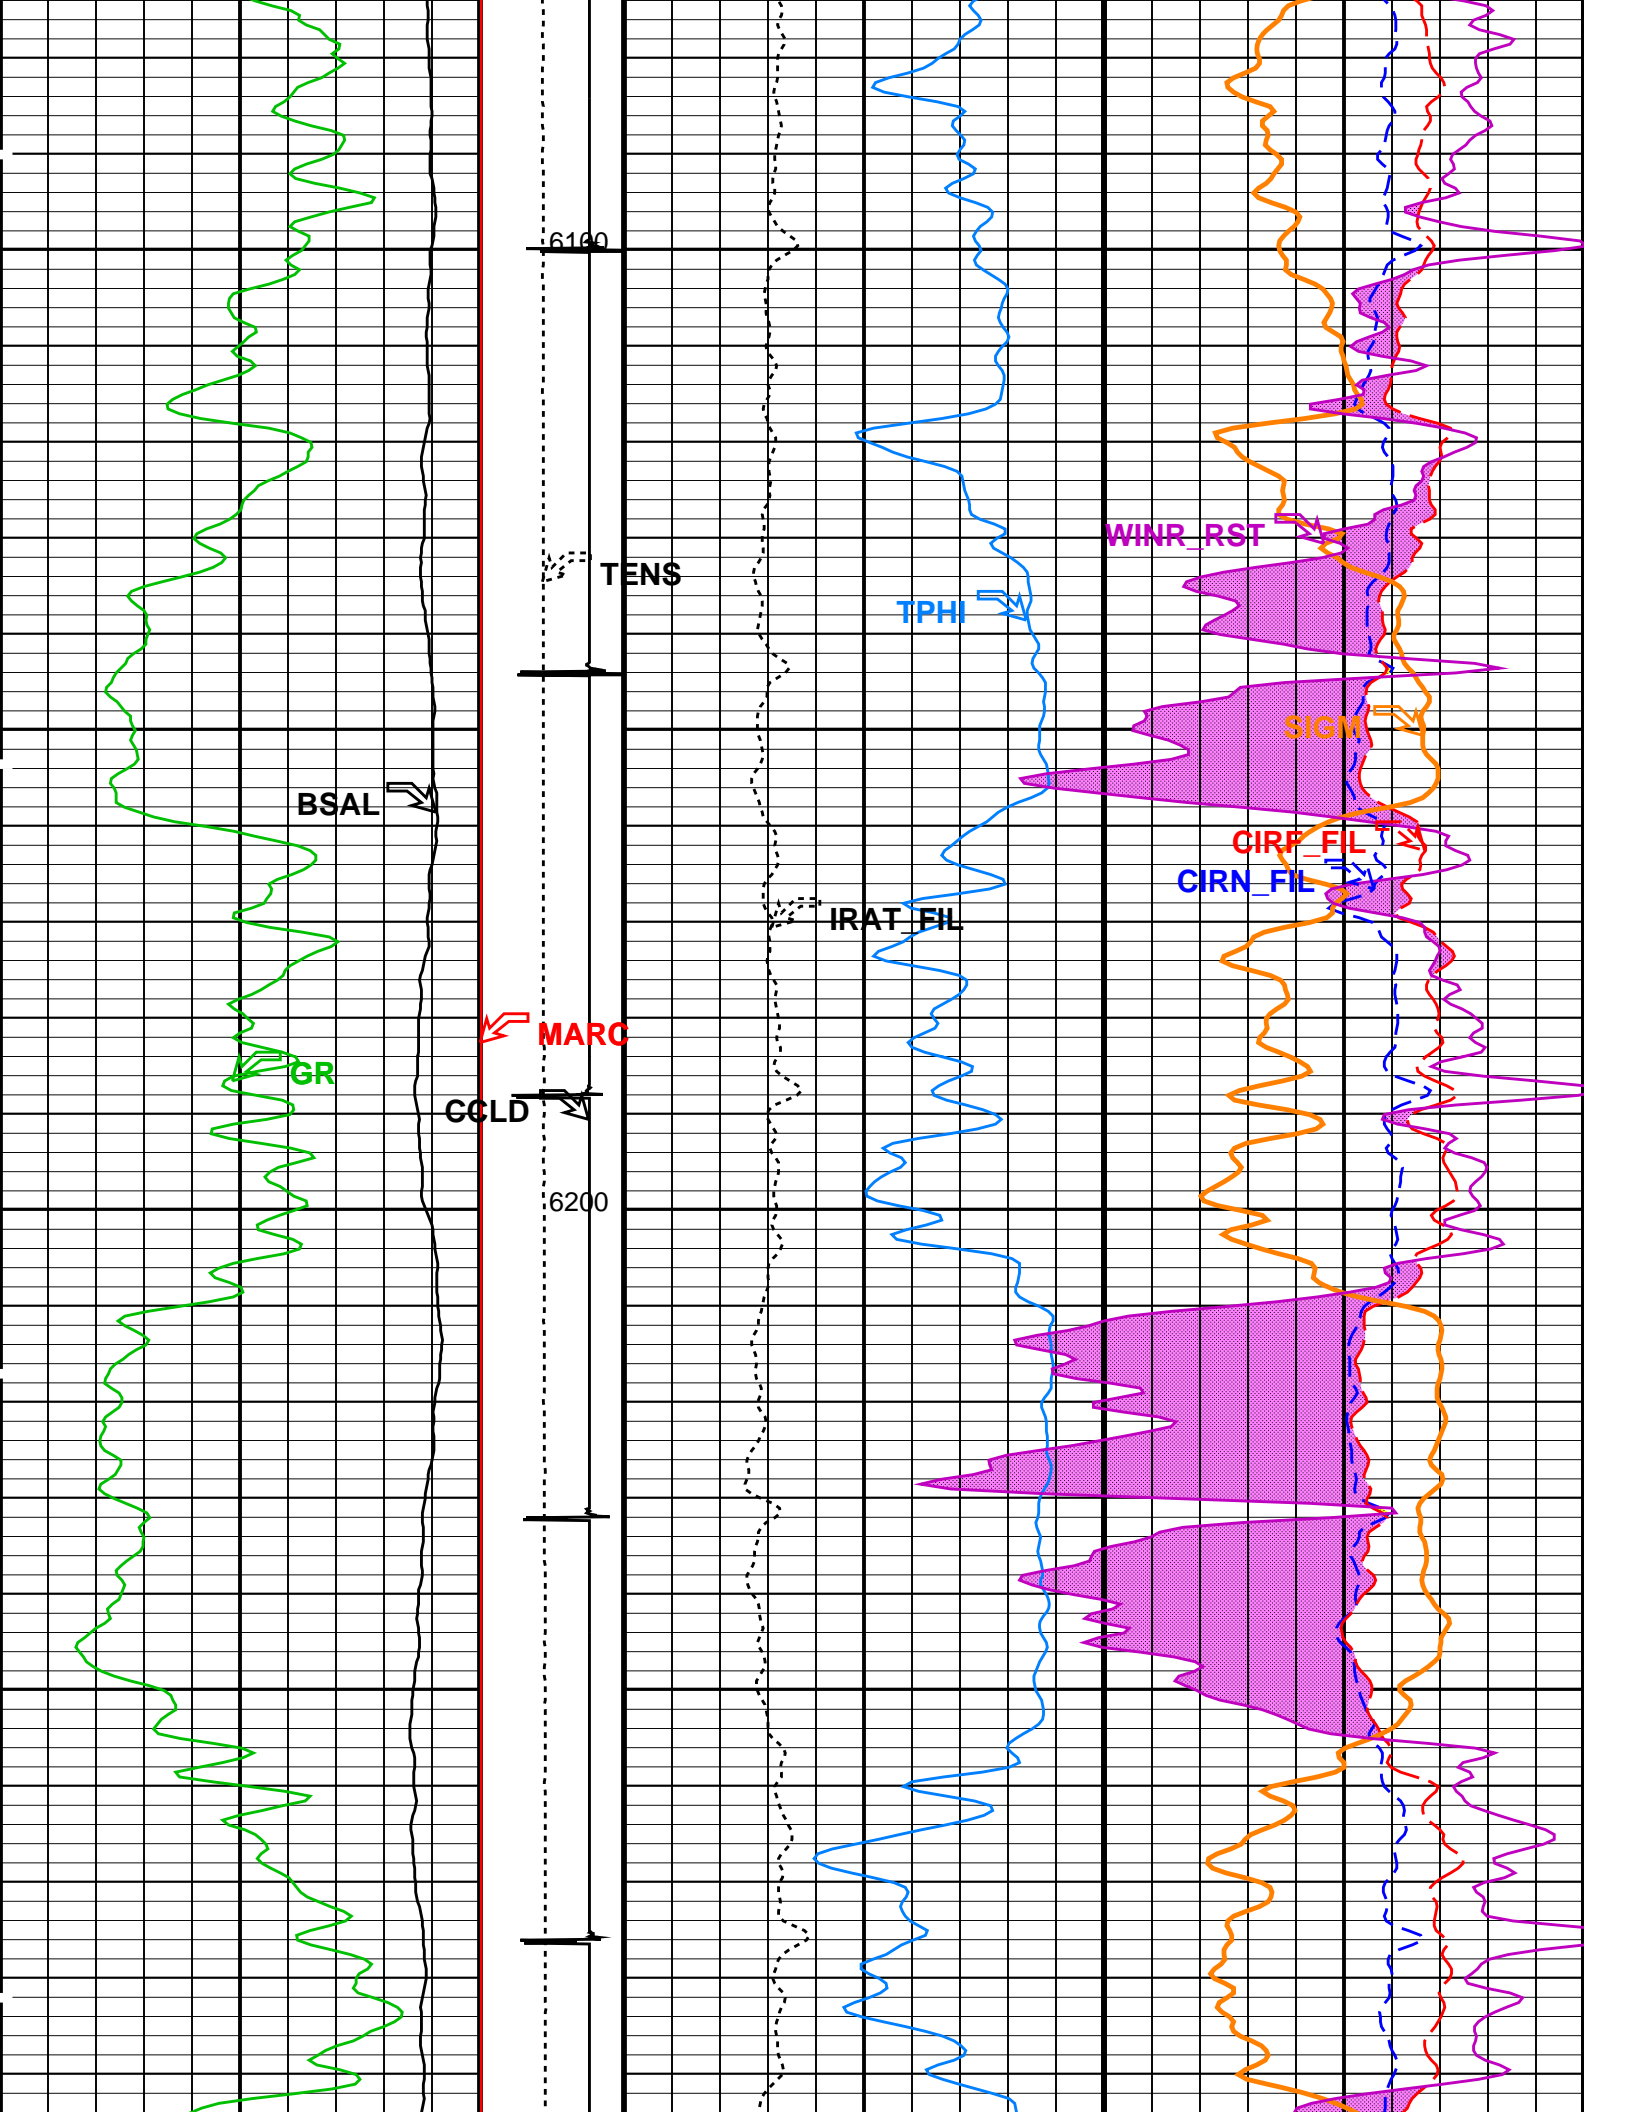 6100
WINR_RST
TENS
TPHI
SIGM
BSAL
CIRF_FIL
CIRN_FIL
IRAT_FIL
MARC
GR
CCLD
6200